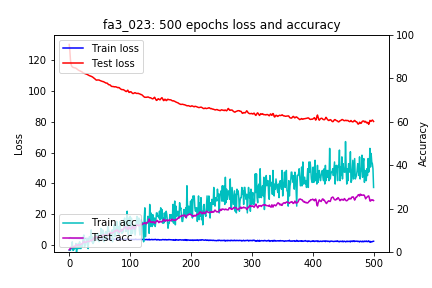 fa3_023: 500 epochs loss and accuracy
Train loss
Test loss
Train acc
Test acc
Loss
Accuracy
0
20
40
60
80
100
120
0
20
40
60
80
100
0
100
200
300
400
500